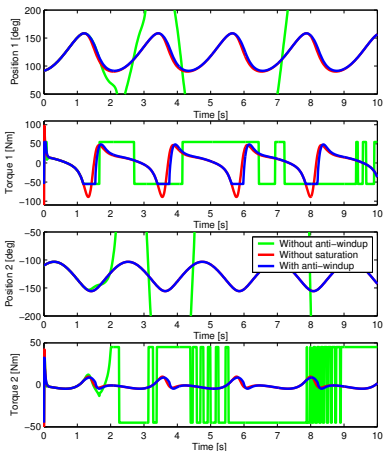 200
150
100
50
Position 1 [deg]
0 1 2 3 4 5 6 7 8 9 10
Time [s]
100
50
0
−50
−100
Torque 1 [Nm]
0 1 2 3 4 5 6 7 8 9 10
Time [s]
−50
−100
−150
−200
Position 2 [deg]
Without anti−windup
Without saturation
With anti−windup
0 1 2 3 4 5 6 7 8 9 10
Time [s]
50
0
−50
Torque 2 [Nm]
0 1 2 3 4 5 6 7 8 9 10
Time [s]